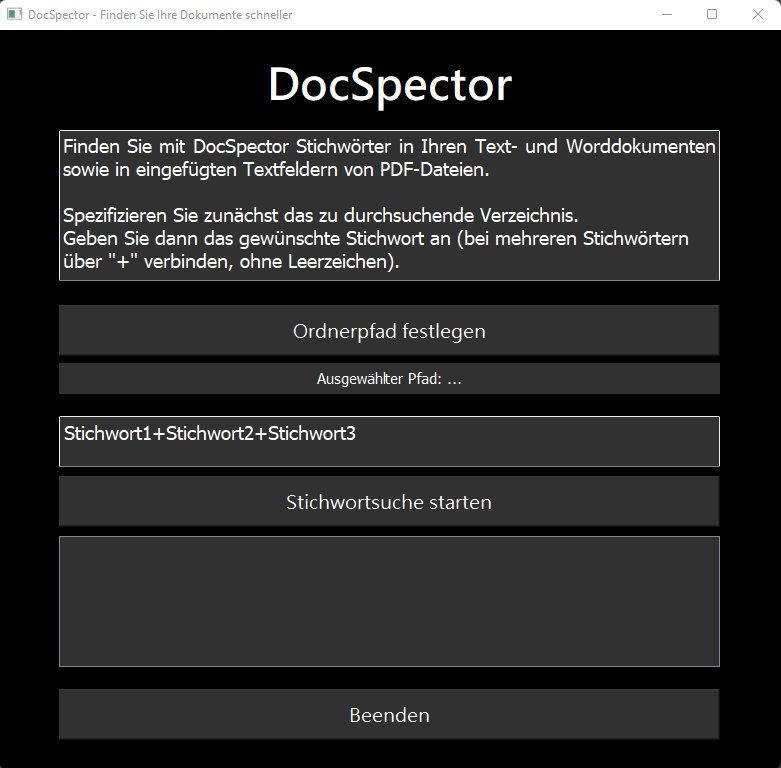 DocSpector - Finden Sie Ihre Dokumente schneller
DocSpector
Finden Sie mit DocSpector Stichwörter in Ihren Text- und Worddokumenten
sowie in eingefügten Textfeldern von PDF-Dateien.
Spezifizieren Sie zunächst das zu durchsuchende Verzeichnis.
Geben Sie dann das gewünschte Stichwort an (bei mehreren Stichwörtern
über "+" verbinden, ohne Leerzeichen).
Ordnerpfad festlegen
Ausgewählter Pfad: ...
Stichwort1+Stichwort2+Stichwort3
Stichwortsuche starten
Beenden